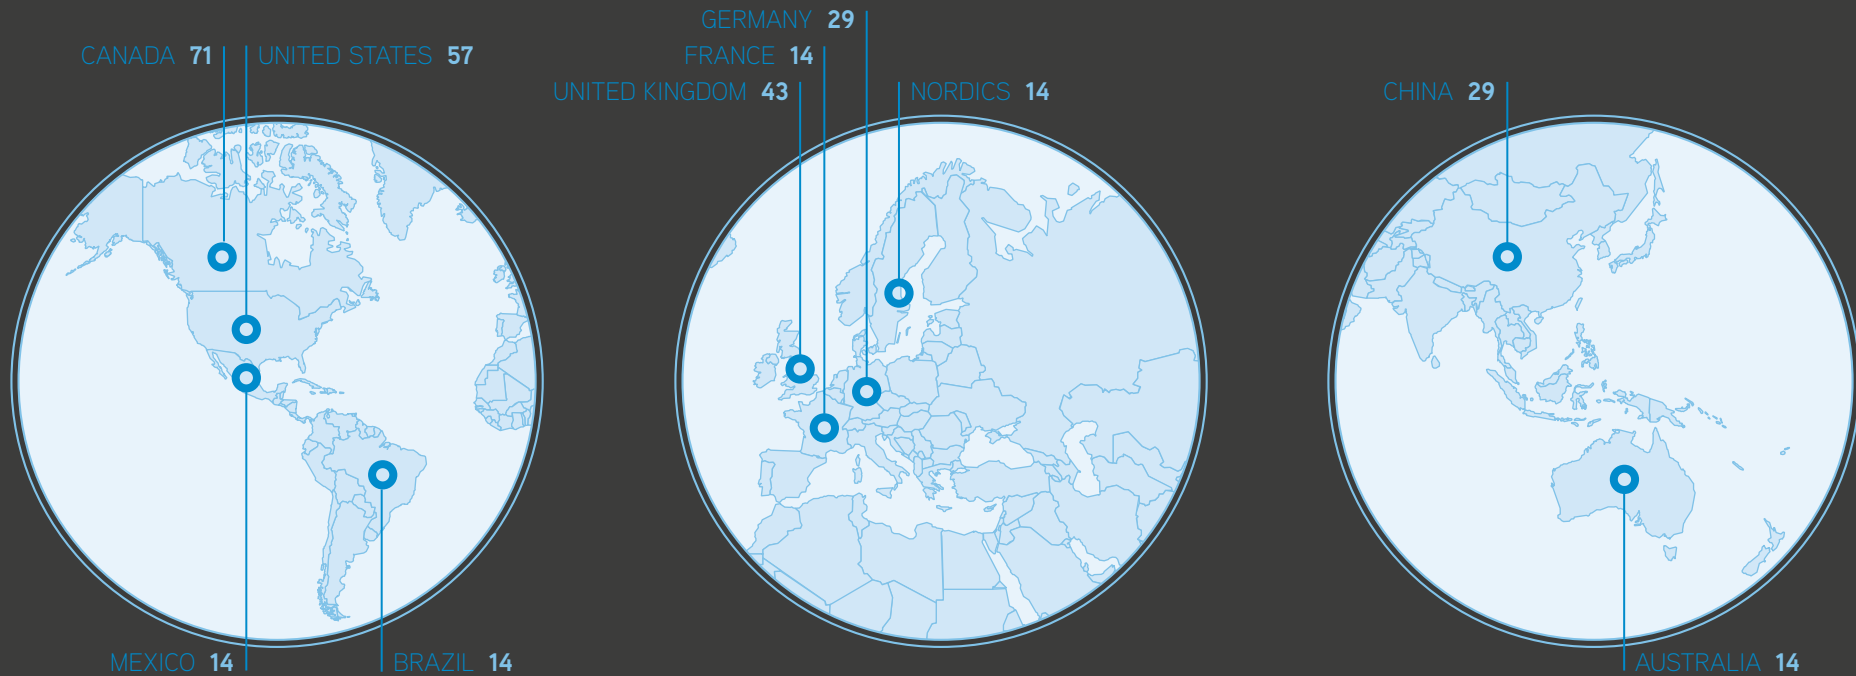 CANADA 71
UNITED STATES 57
MEXICO 14
BRAZIL 14
GERMANY 29
FRANCE 14
UNITED KINGDOM 43
NORDICS 14
CHINA 29
AUSTRALIA 14